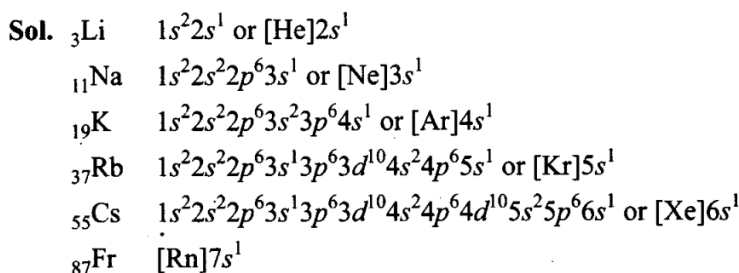 Sol. ₃Li 1s²2s¹ or [He]2s¹
₁₁Na 1s²2s²2p⁶3s¹ or [Ne]3s¹
₁₉K 1s²2s²2p⁶3s²3p⁶4s¹ or [Ar]4s¹
₃₇Rb 1s²2s²2p⁶3s¹3p⁶3d¹⁰4s²4p⁶5s¹ or [Kr]5s¹
₅₅Cs 1s²2s²2p⁶3s¹3p⁶3d¹⁰4s²4p⁶4d¹⁰5s²5p⁶6s¹ or [Xe]6s¹
₈₇Fr [Rn]7s¹